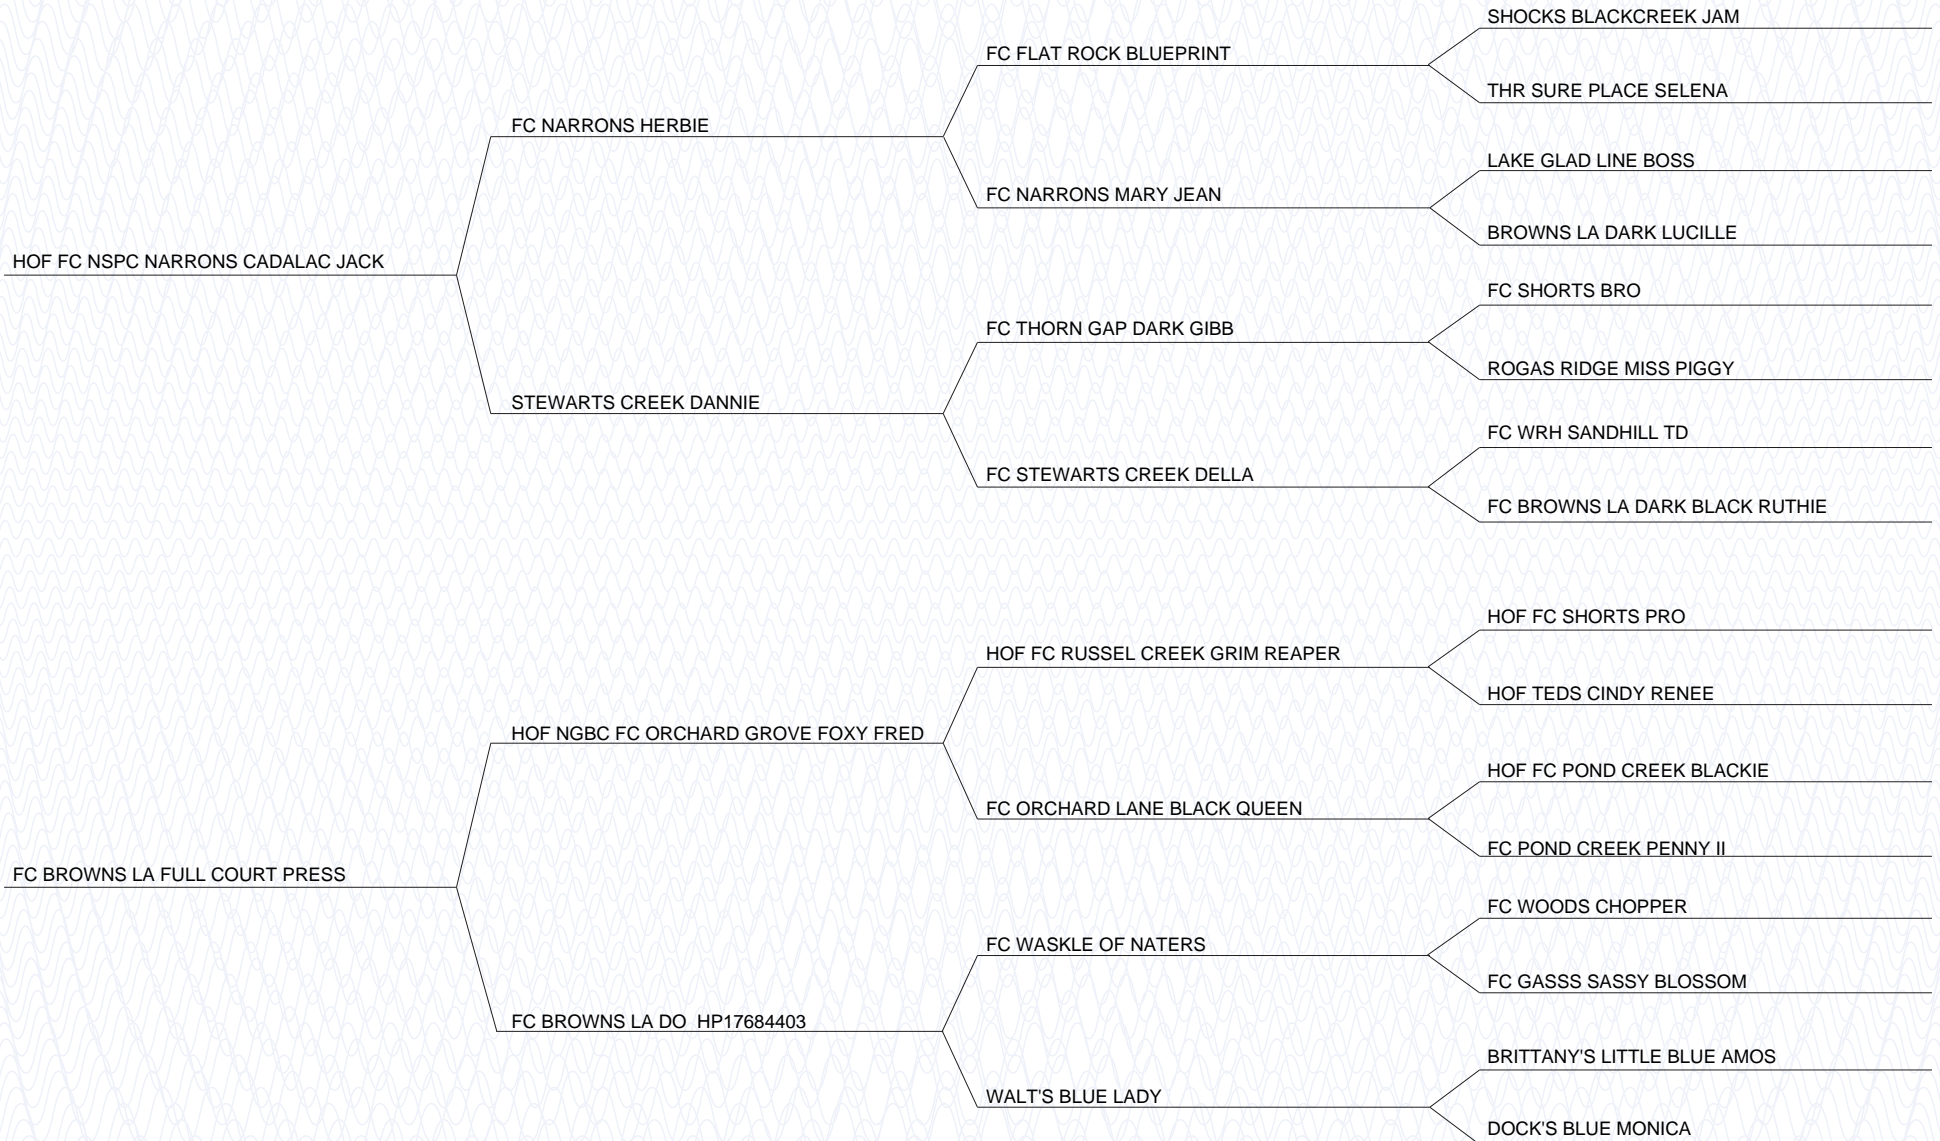 SHOCKS BLACKCREEK JAM
FC FLAT ROCK BLUEPRINT
THR SURE PLACE SELENA
FC NARRONS HERBIE
LAKE GLAD LINE BOSS
FC NARRONS MARY JEAN
BROWNS LA DARK LUCILLE
HOF FC NSPC NARRONS CADALAC JACK
FC SHORTS BRO
FC THORN GAP DARK GIBB
ROGAS RIDGE MISS PIGGY
STEWARTS CREEK DANNIE
FC WRH SANDHILL TD
FC STEWARTS CREEK DELLA
FC BROWNS LA DARK BLACK RUTHIE
HOF FC SHORTS PRO
HOF FC RUSSEL CREEK GRIM REAPER
HOF TEDS CINDY RENEE
HOF NGBC FC ORCHARD GROVE FOXY FRED
HOF FC POND CREEK BLACKIE
FC ORCHARD LANE BLACK QUEEN
FC POND CREEK PENNY II
FC BROWNS LA FULL COURT PRESS
FC WOODS CHOPPER
FC WASKLE OF NATERS
FC GASSS SASSY BLOSSOM
FC BROWNS LA DO  HP17684403
BRITTANY'S LITTLE BLUE AMOS
WALT'S BLUE LADY
DOCK'S BLUE MONICA